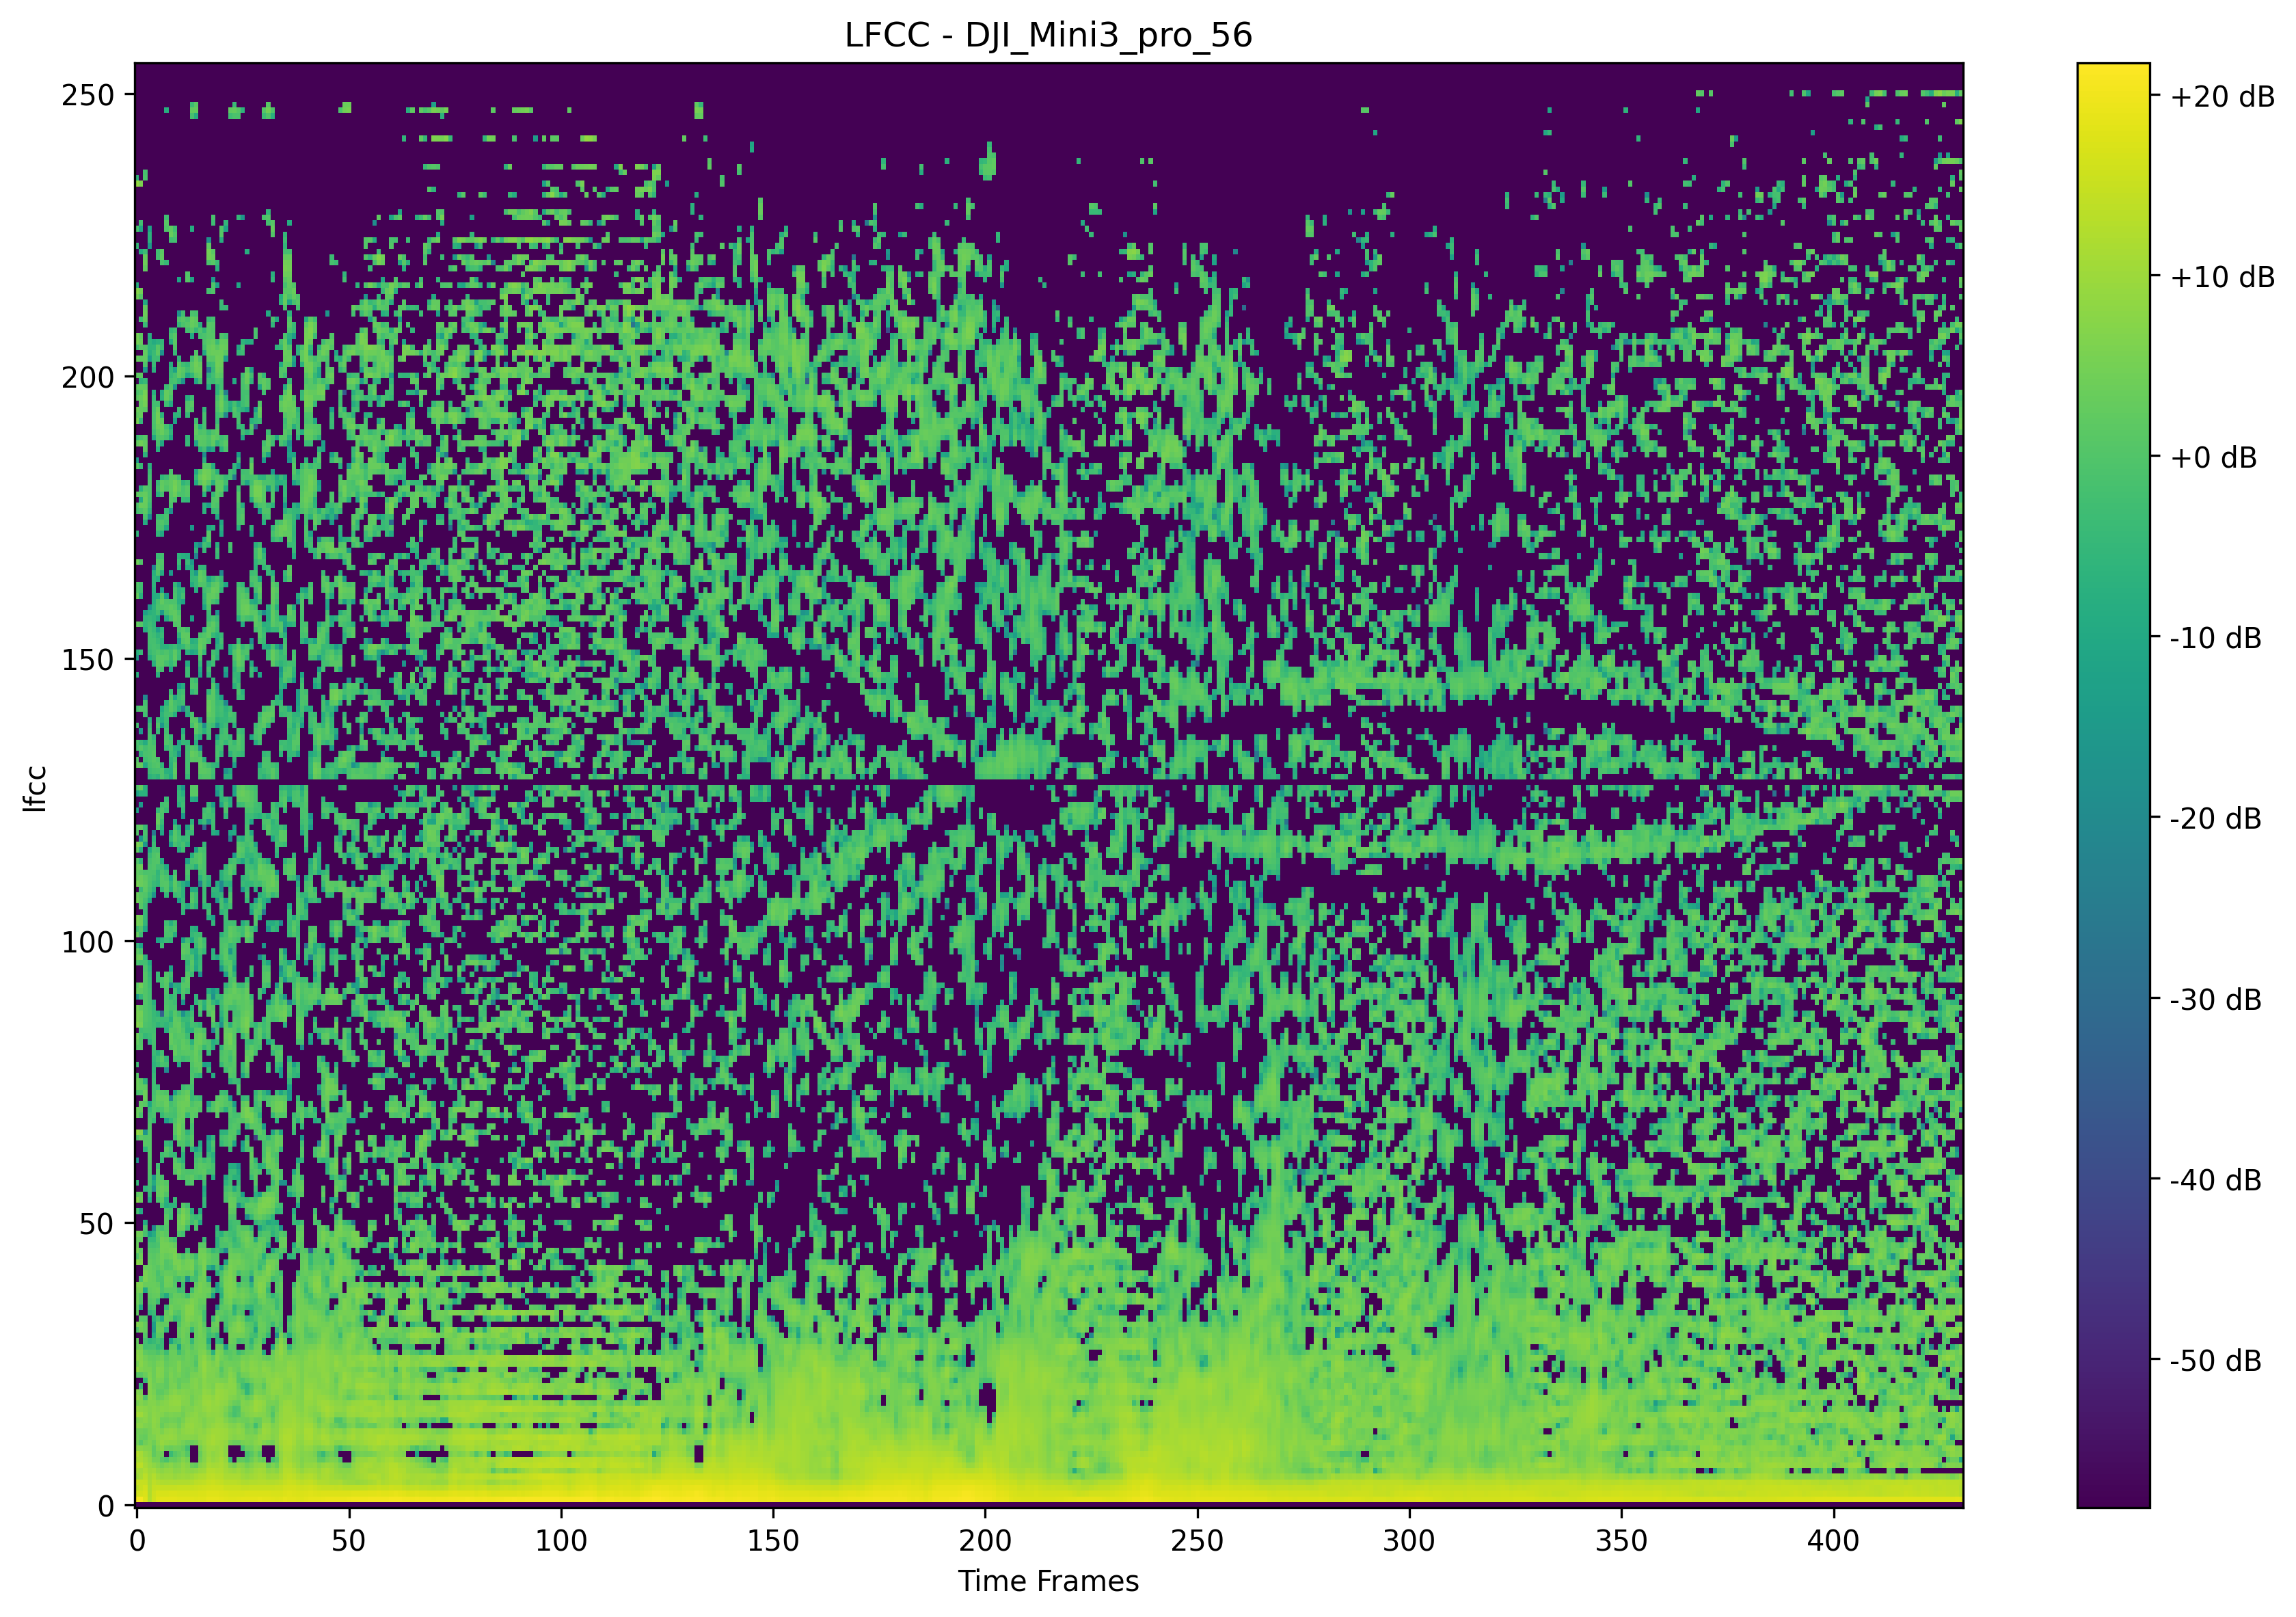 LFCC - DJI_Mini3_pro_56
250
200
150
100
50
0
lfcc
0 50 100 150 200 250 300 350 400
Time Frames
+20 dB
+10 dB
+0 dB
-10 dB
-20 dB
-30 dB
-40 dB
-50 dB